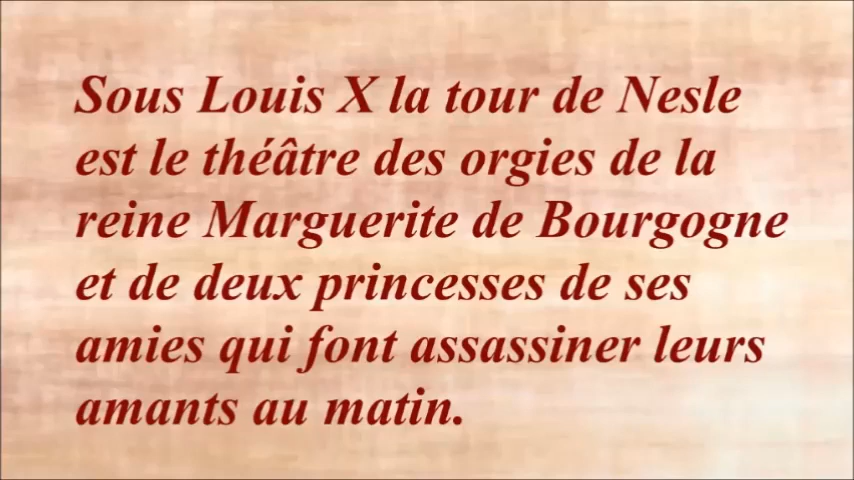 Sous Louis X la tour de Nesle
est le théâtre des orgies de la
reine Marguerite de Bourgogne
et de deux princesses de ses
amies qui font assassiner leurs
amants au matin.